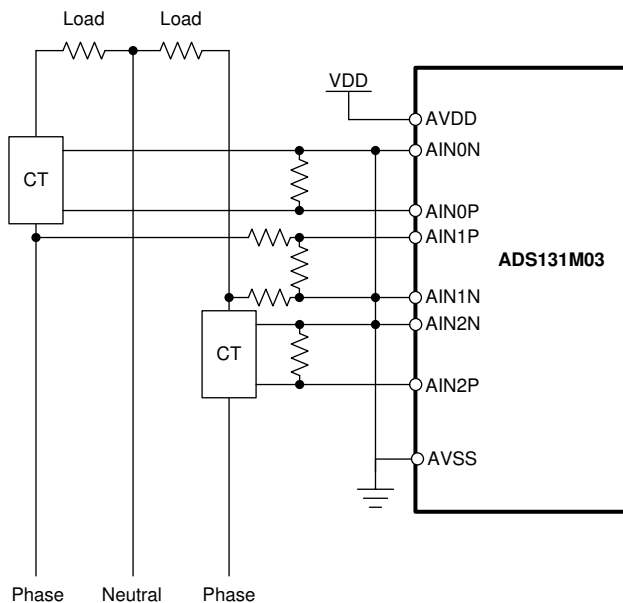 Load Load
VDD
AVDD
AIN0N
CT
AIN0P
AIN1P
ADS131M03
AIN1N
AIN2N
CT
AIN2P
AVSS
Phase Neutral Phase